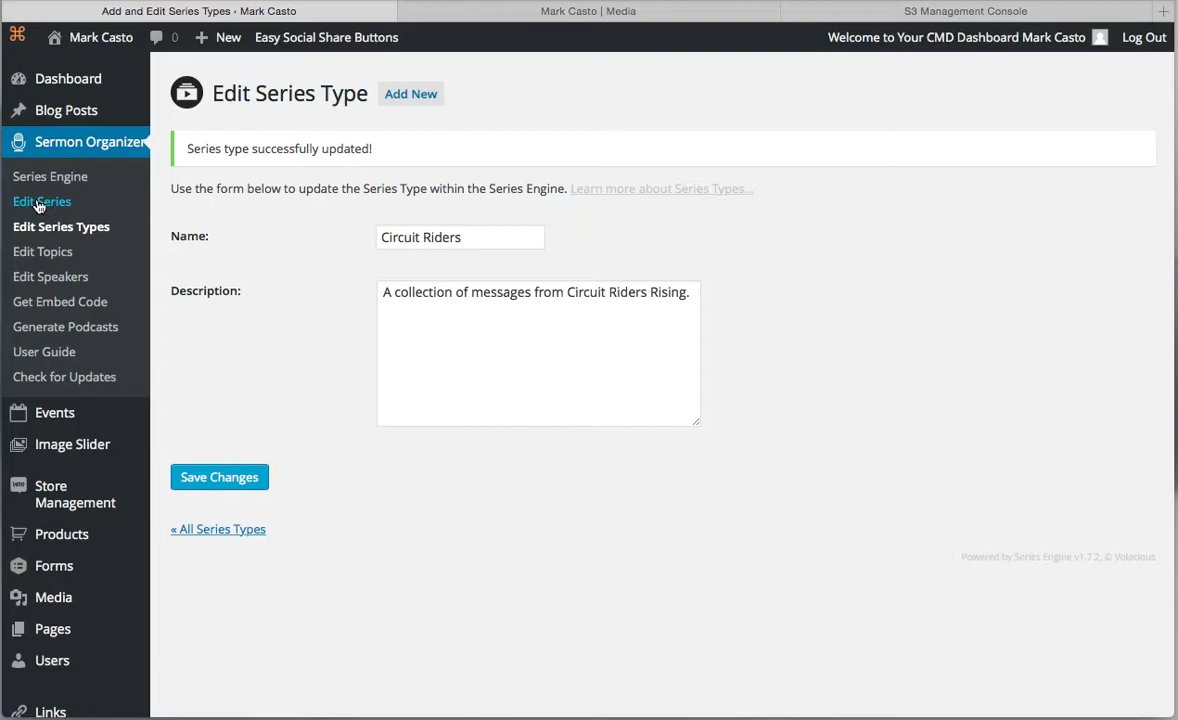 Add and Edit Series Types ‹ Mark Casto
Mark Casto | Media
S3 Management Console
Mark Casto
0
New
Easy Social Share Buttons
Welcome to Your CMD Dashboard Mark Casto
Log Out
Dashboard
Blog Posts
Sermon Organizer
Series Engine
Edit Series
Edit Series Types
Edit Topics
Edit Speakers
Get Embed Code
Generate Podcasts
User Guide
Check for Updates
Events
Image Slider
Store
Management
Products
Forms
Media
Pages
Users
Links
Edit Series Type
Add New
Series type successfully updated!
Use the form below to update the Series Type within the Series Engine. Learn more about Series Types...
Name:
Circuit Riders
Description:
A collection of messages from Circuit Riders Rising.
Save Changes
« All Series Types
Powered by Series Engine v1.7.2, © Volacious